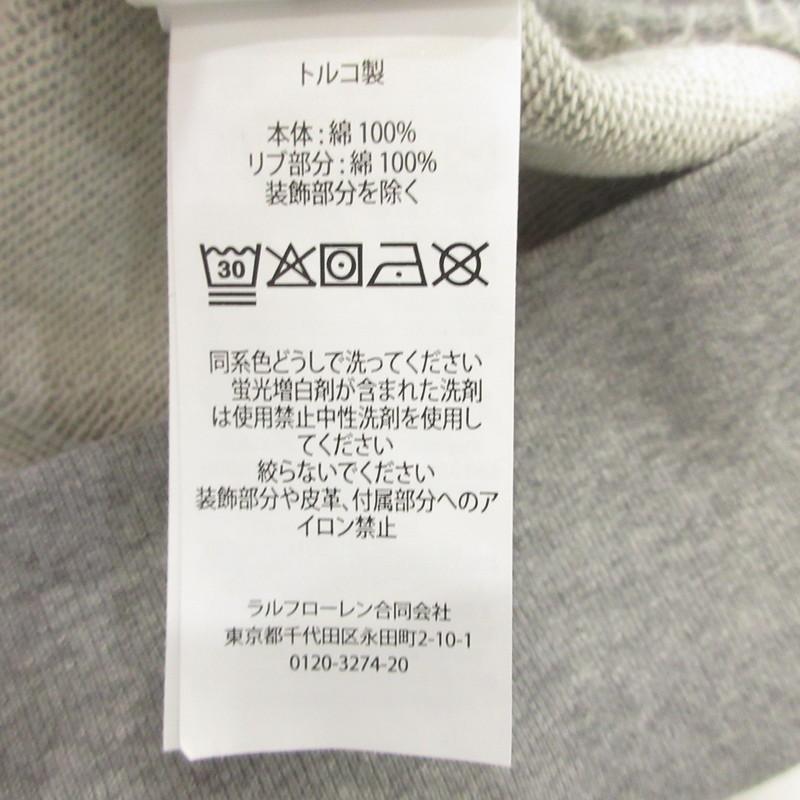 トルコ製
本体 : 綿 100%
リブ部分 : 綿 100%
装飾部分を除く
30
同系色どうしで洗ってください
蛍光増白剤が含まれた洗剤
は使用禁止中性洗剤を使用し
てください
絞らないでください
装飾部分や皮革、付属部分へのア
イロン禁止
ラルフローレン合同会社
東京都千代田区永田町2-10-1
0120-3274-20